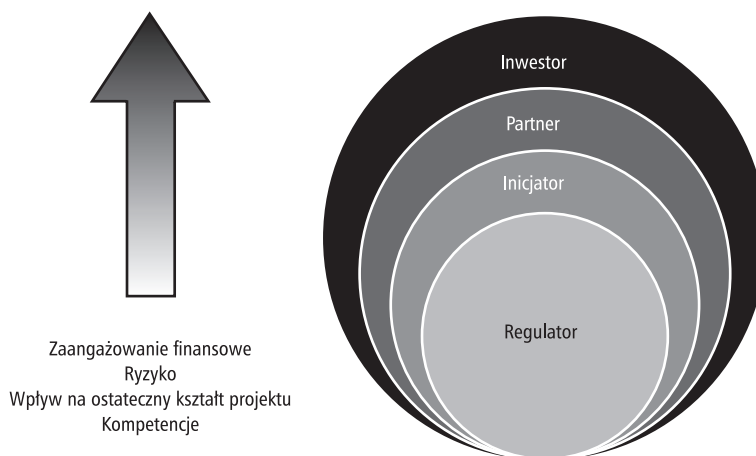 Inwestor
Partner
Inicjator
Regulator
Zaangażowanie finansowe
Ryzyko
Wpływ na ostateczny kształt projektu
Kompetencje